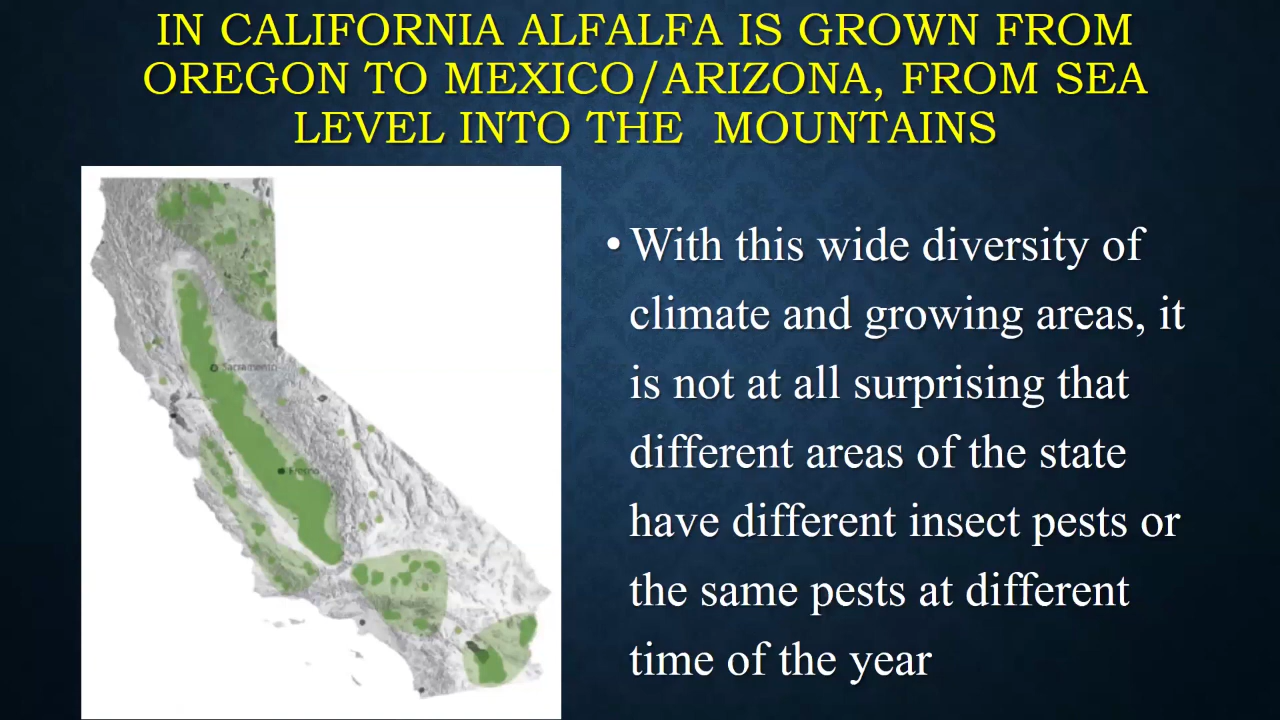 IN CALIFORNIA ALFALFA IS GROWN FROM
OREGON TO MEXICO/ARIZONA, FROM SEA
LEVEL INTO THE MOUNTAINS
Sacramento
Fresno
• With this wide diversity of
climate and growing areas, it
is not at all surprising that
different areas of the state
have different insect pests or
the same pests at different
time of the year